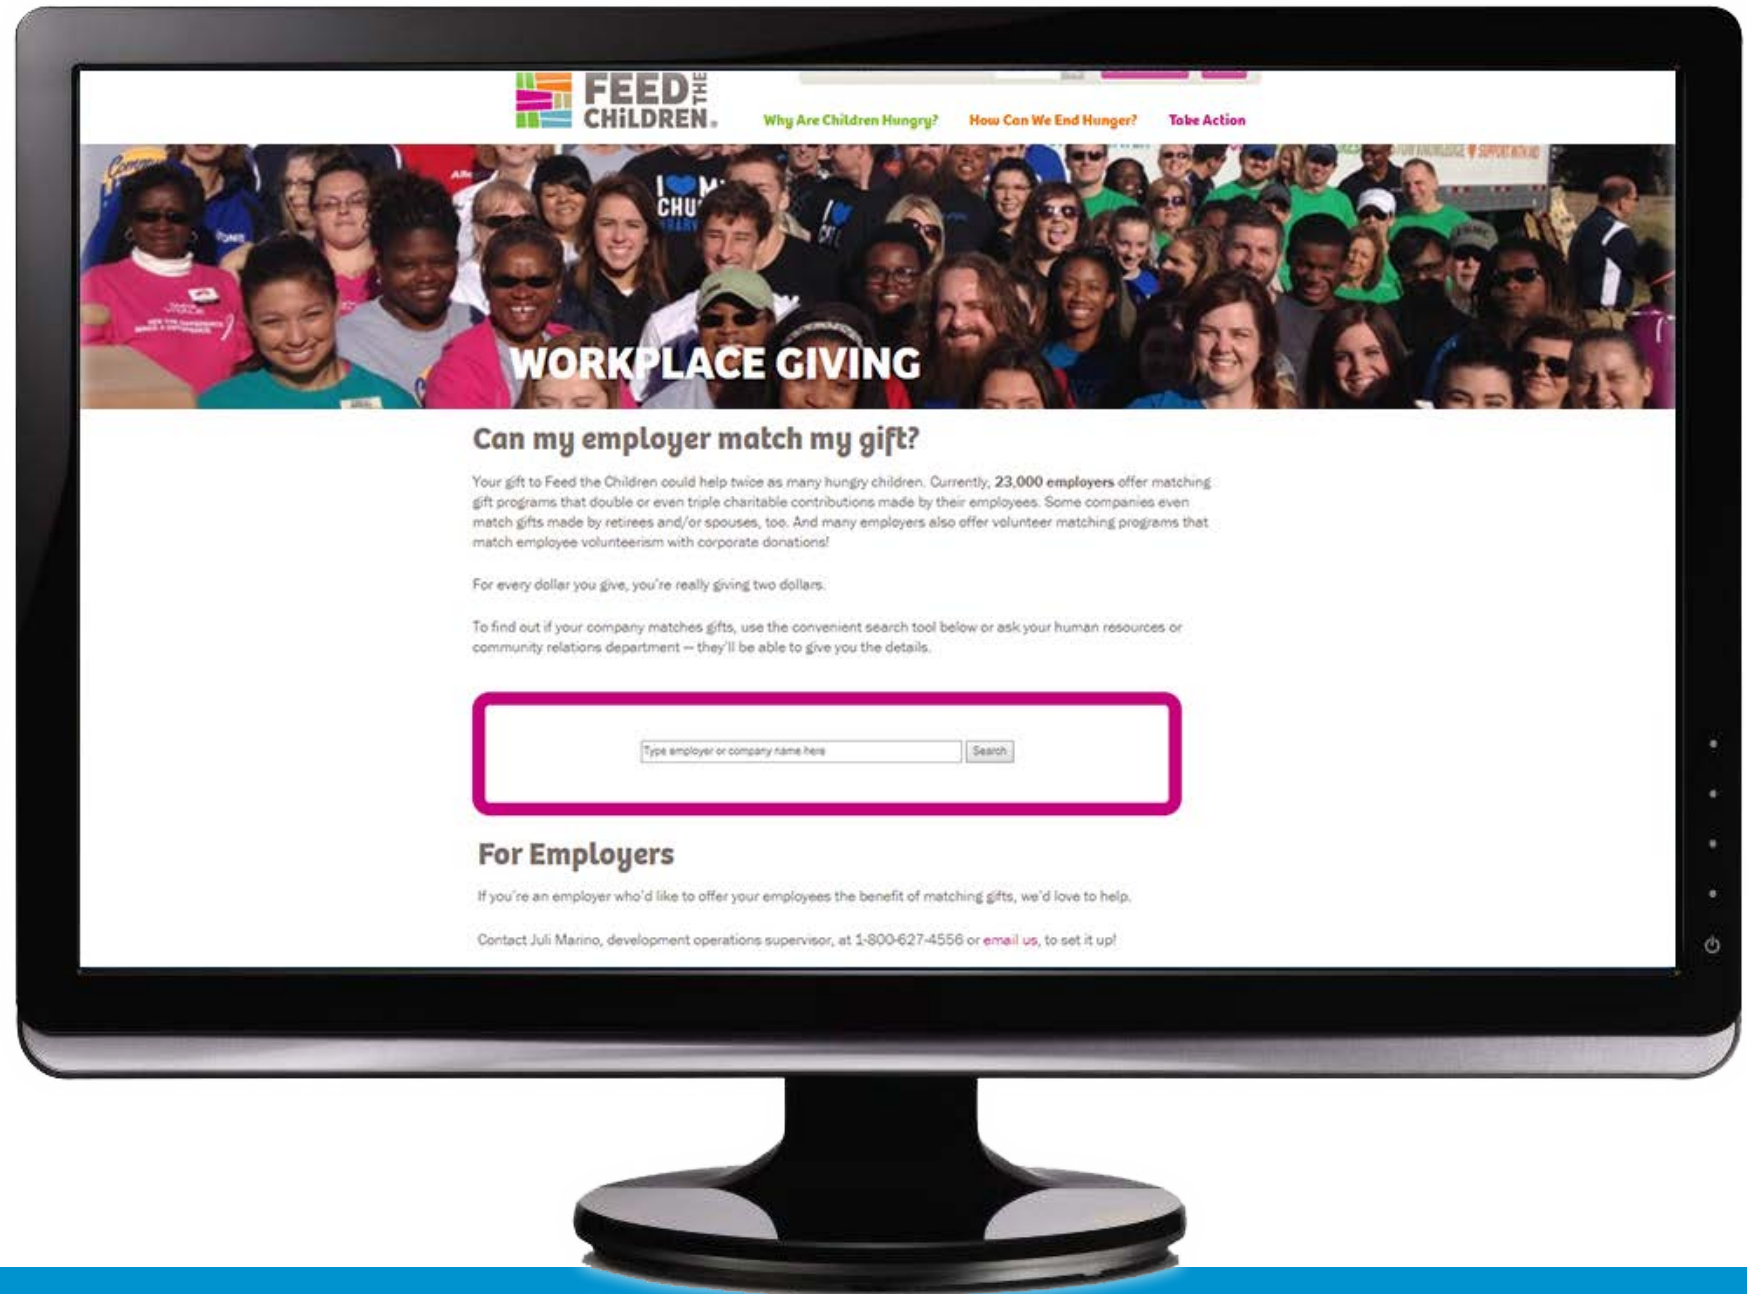 FEED THE
CHiLDREN®
Why Are Children Hungry?
How Can We End Hunger?
Take Action
I M
CHU
WORKPLACE GIVING
Can my employer match my gift?
Your gift to Feed the Children could help twice as many hungry children. Currently, 23,000 employers offer matching
gift programs that double or even triple charitable contributions made by their employees. Some companies even
match gifts made by retirees and/or spouses, too. And many employers also offer volunteer matching programs that
match employee volunteerism with corporate donations!
For every dollar you give, you're really giving two dollars.
To find out if your company matches gifts, use the convenient search tool below or ask your human resources or
community relations department — they'll be able to give you the details.
Type employer or company name here
Search
For Employers
If you're an employer who'd like to offer your employees the benefit of matching gifts, we'd love to help.
Contact Juli Marino, development operations supervisor, at 1-800-627-4556 or email us, to set it up!